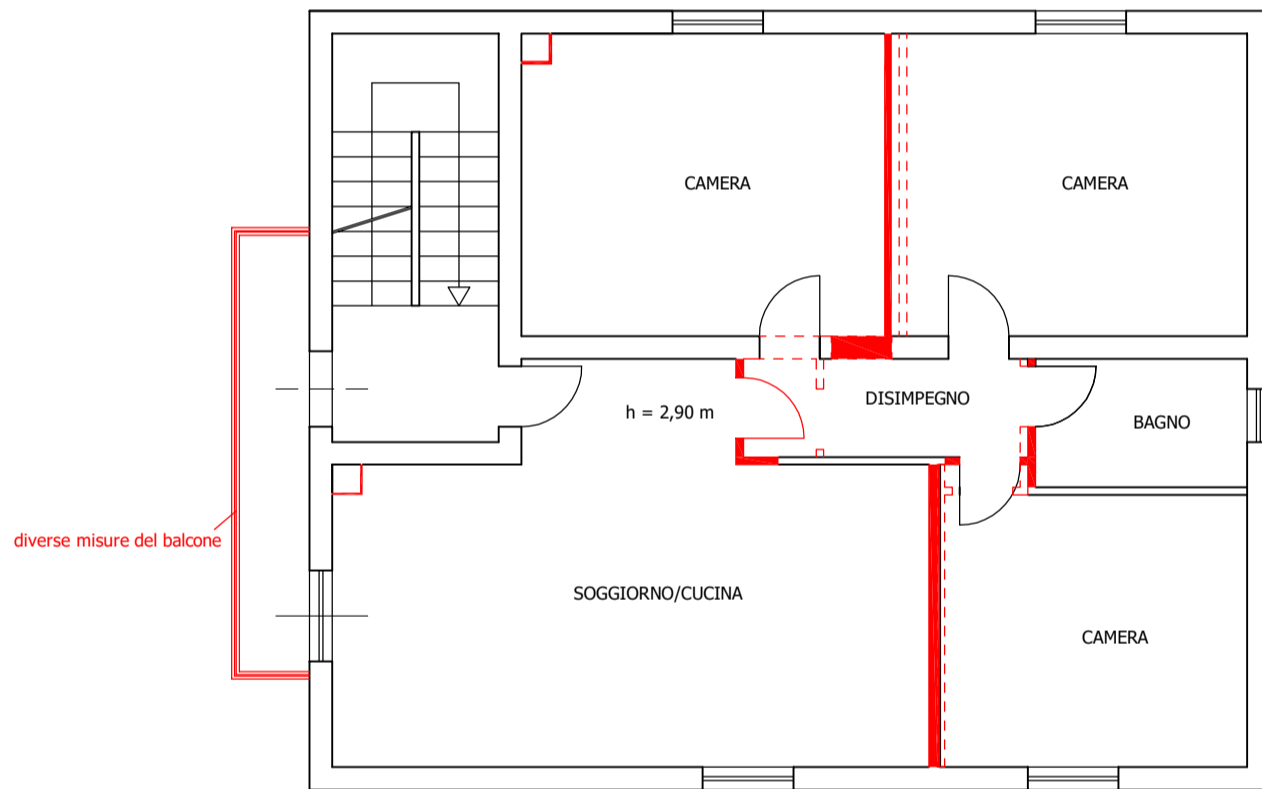 CAMERA
CAMERA
DISIMPEGNO
h = 2,90 m
BAGNO
diverse misure del balcone
SOGGIORNO/CUCINA
CAMERA